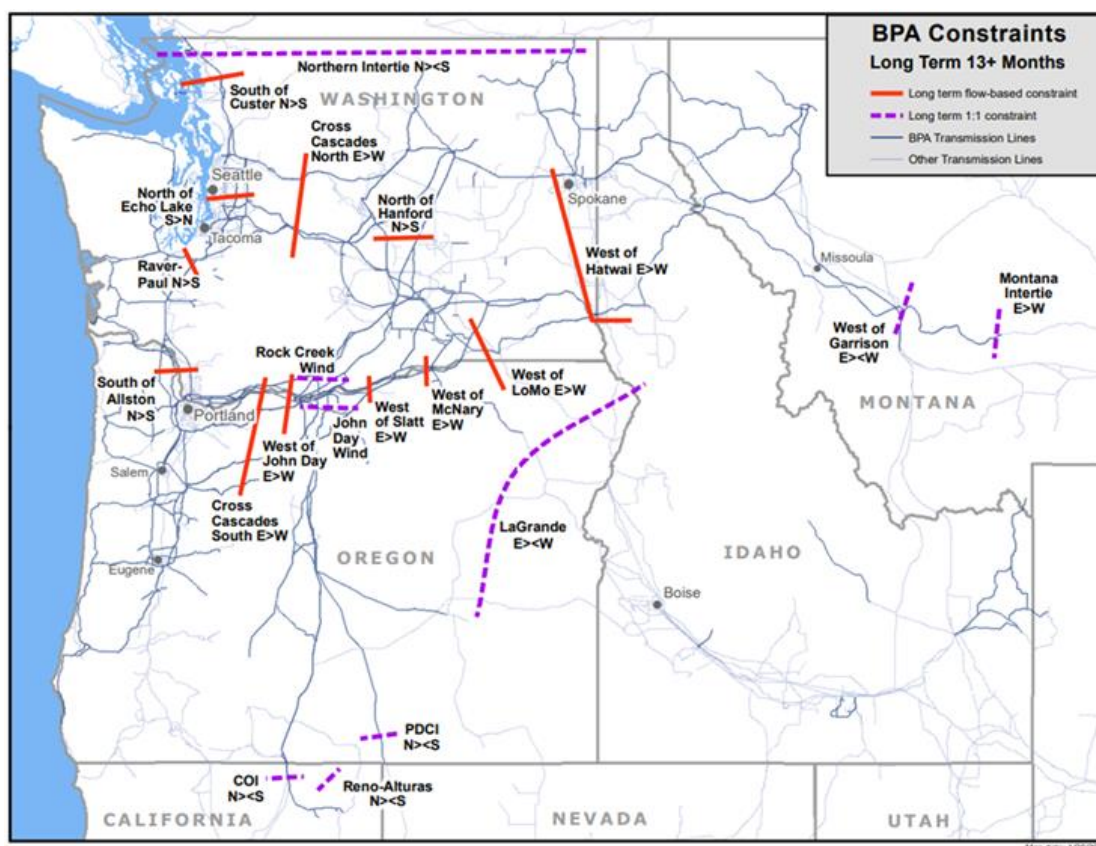 BPA Constraints
Long Term 13+ Months
Long term flow-based constraint
Long term 1:1 constraint
BPA Transmission Lines
Other Transmission Lines
Northern Intertie N><S
South of
Custer N>S
WASHINGTON
Cross
Cascades
North E>W
Seattle
North of
Echo Lake
S>N
Tacoma
North of
Hanford
N>S
Spokane
Raver-
Paul N>S
West of
Hatwai E>W
Missoula
Montana
Intertie
E>W
West of
Garrison
E><W
MONTANA
Rock Creek
Wind
South of
Allston
N>S
Portland
West of
John Day
E>W
John
Day
Wind
West
of Slatt
E>W
West of
McNary
E>W
West of
LoMo E>W
Salem
Cross
Cascades
South E>W
LaGrande
E><W
OREGON
IDAHO
Eugene
Boise
PDCI
N><S
COI
N><S
Reno-Alturas
N><S
CALIFORNIA
NEVADA
UTAH